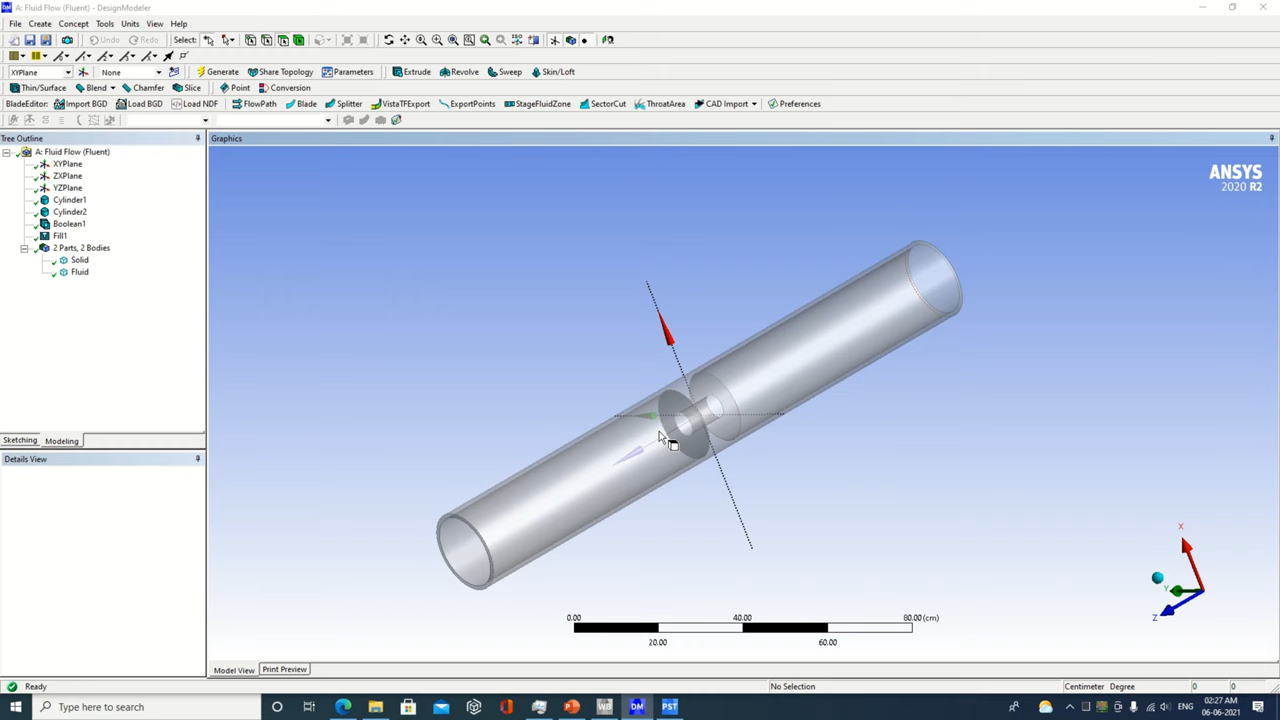 A: Fluid Flow (Fluent) - DesignModeler
File Create Concept Tools Units View Help
Undo Redo Select:
XYPlane None Generate Share Topology Parameters Extrude Revolve Sweep Skin/Loft
Thin/Surface Blend Chamfer Slice Point Conversion
BladeEditor: Import BGD Load BGD Load NDF FlowPath Blade Splitter VistaTFExport ExportPoints StageFluidZone SectorCut ThroatArea CAD Import Preferences
Tree Outline
Graphics
A: Fluid Flow (Fluent)
XYPlane
ZXPlane
YZPlane
Cylinder1
Cylinder2
Boolean1
Fill1
2 Parts, 2 Bodies
Solid
Fluid
ANSYS
2020 R2
Sketching Modeling
Details View
X
Y
Z
0.00 40.00 80.00 (cm)
20.00 60.00
Model View Print Preview
Ready No Selection Centimeter Degree 0 0
Type here to search
02:27 AM
06-06-2021
DM
WB
PST